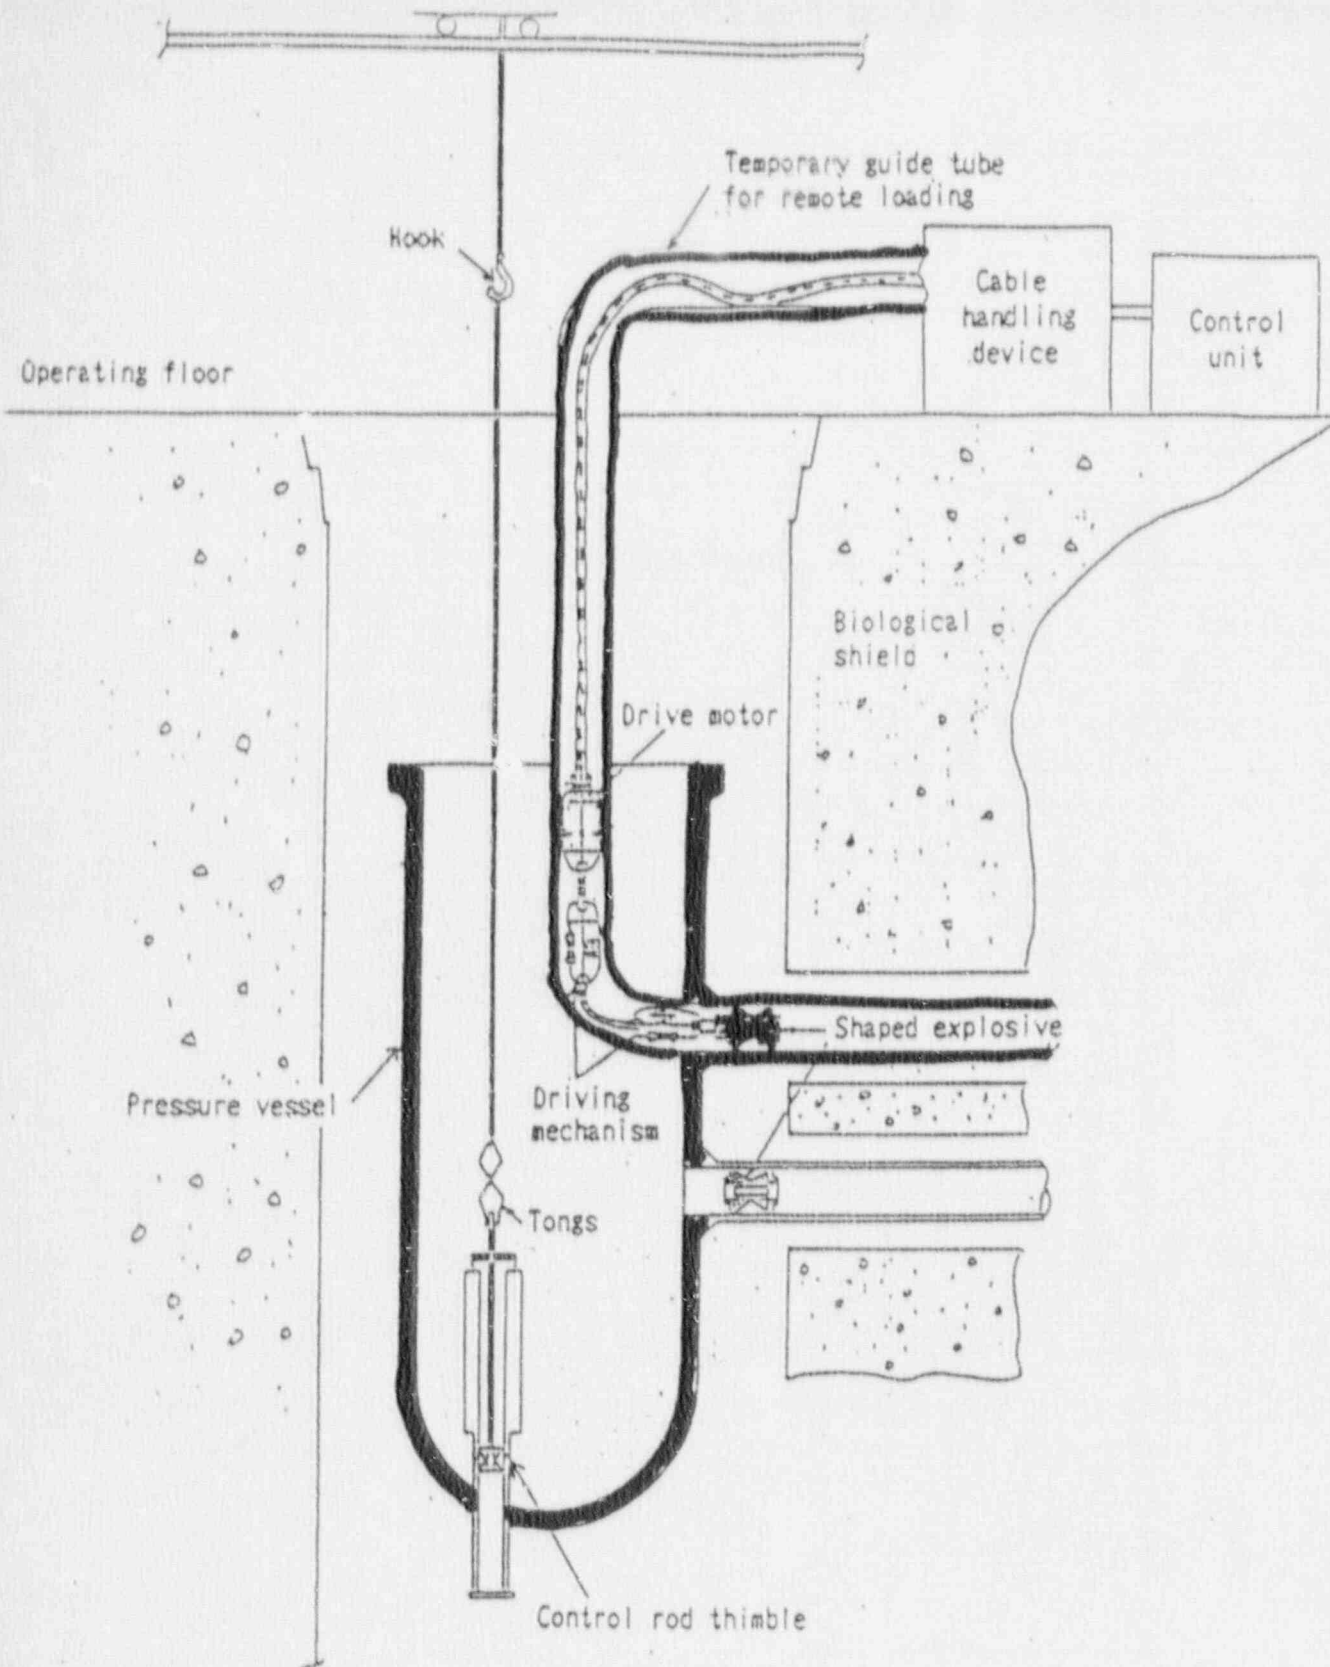 Temporary guide tube
for remote loading
Hook
Cable
handling
device
Control
unit
Operating floor
Biological
shield
Drive motor
Shaped explosive
Pressure vessel
Driving
mechanism
Tongs
Control rod thimble